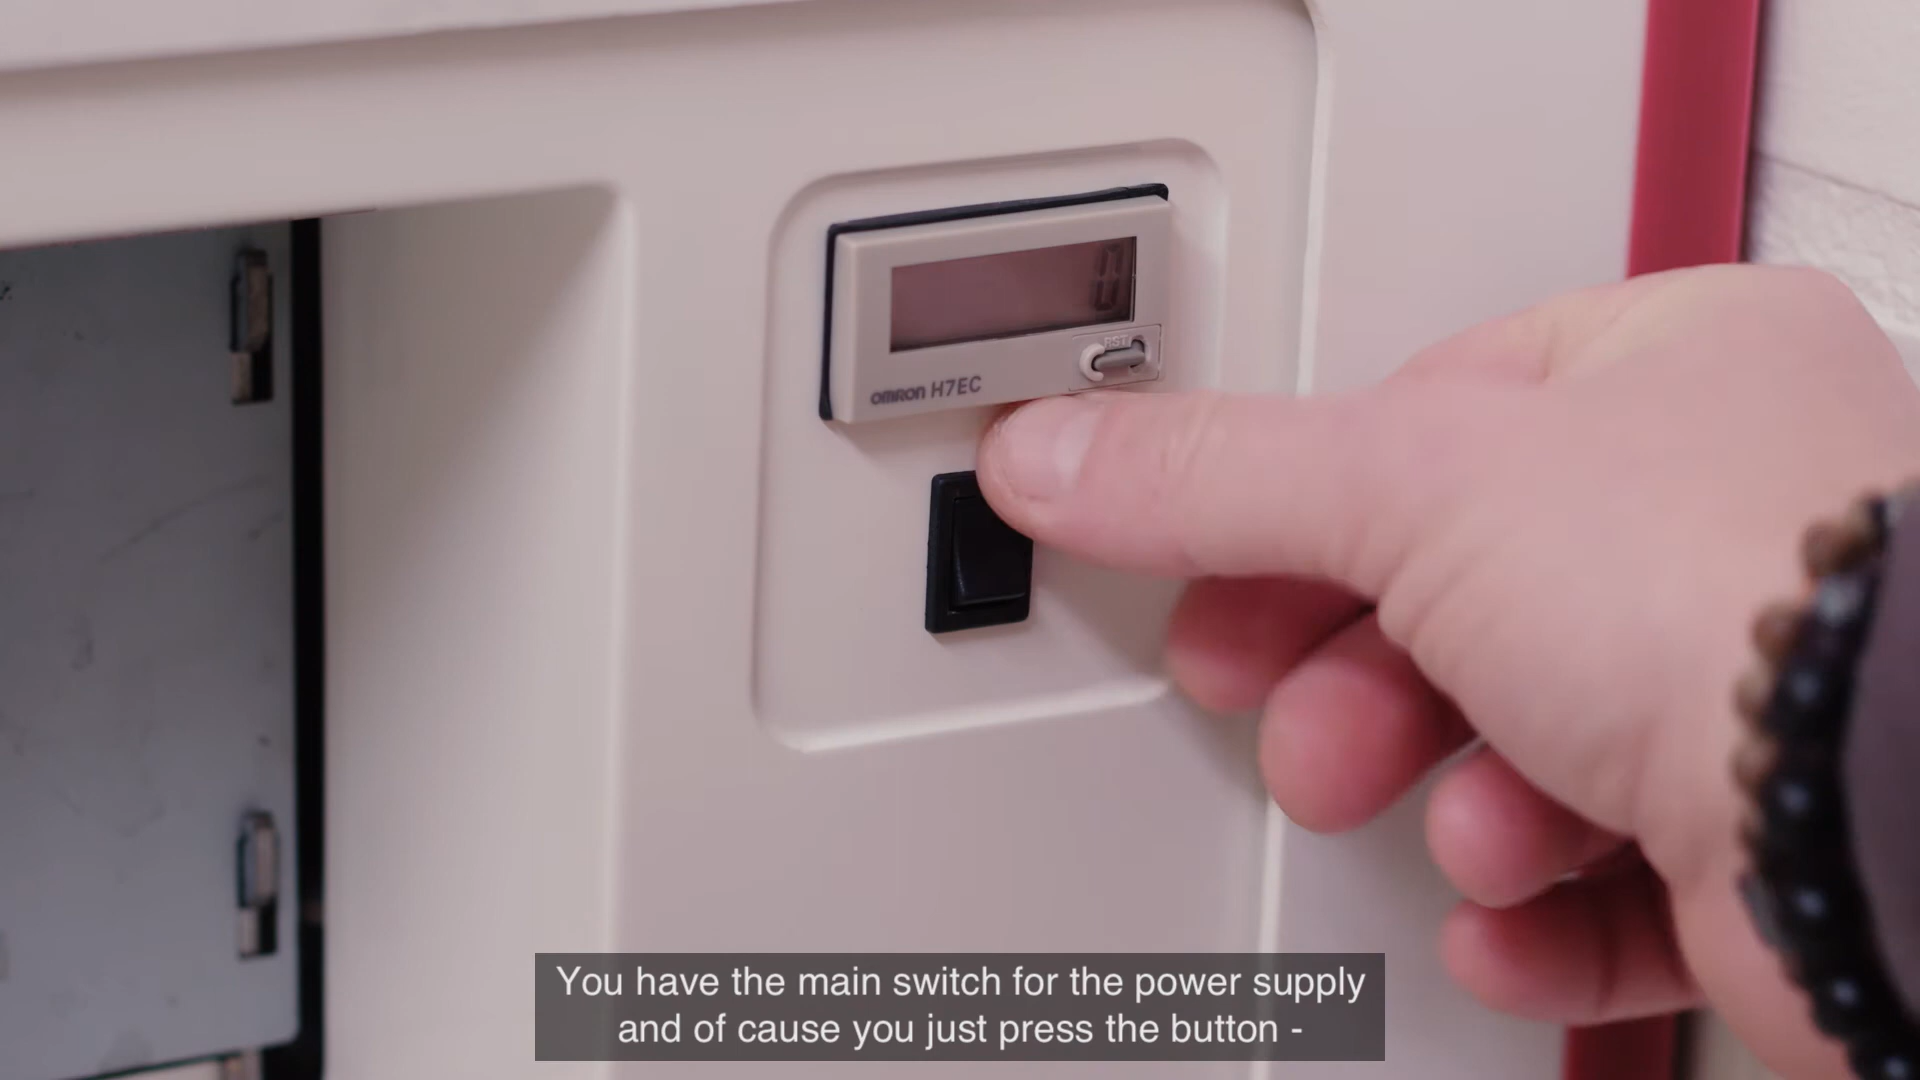 0
RST
omron H7EC
You have the main switch for the power supply
and of cause you just press the button -